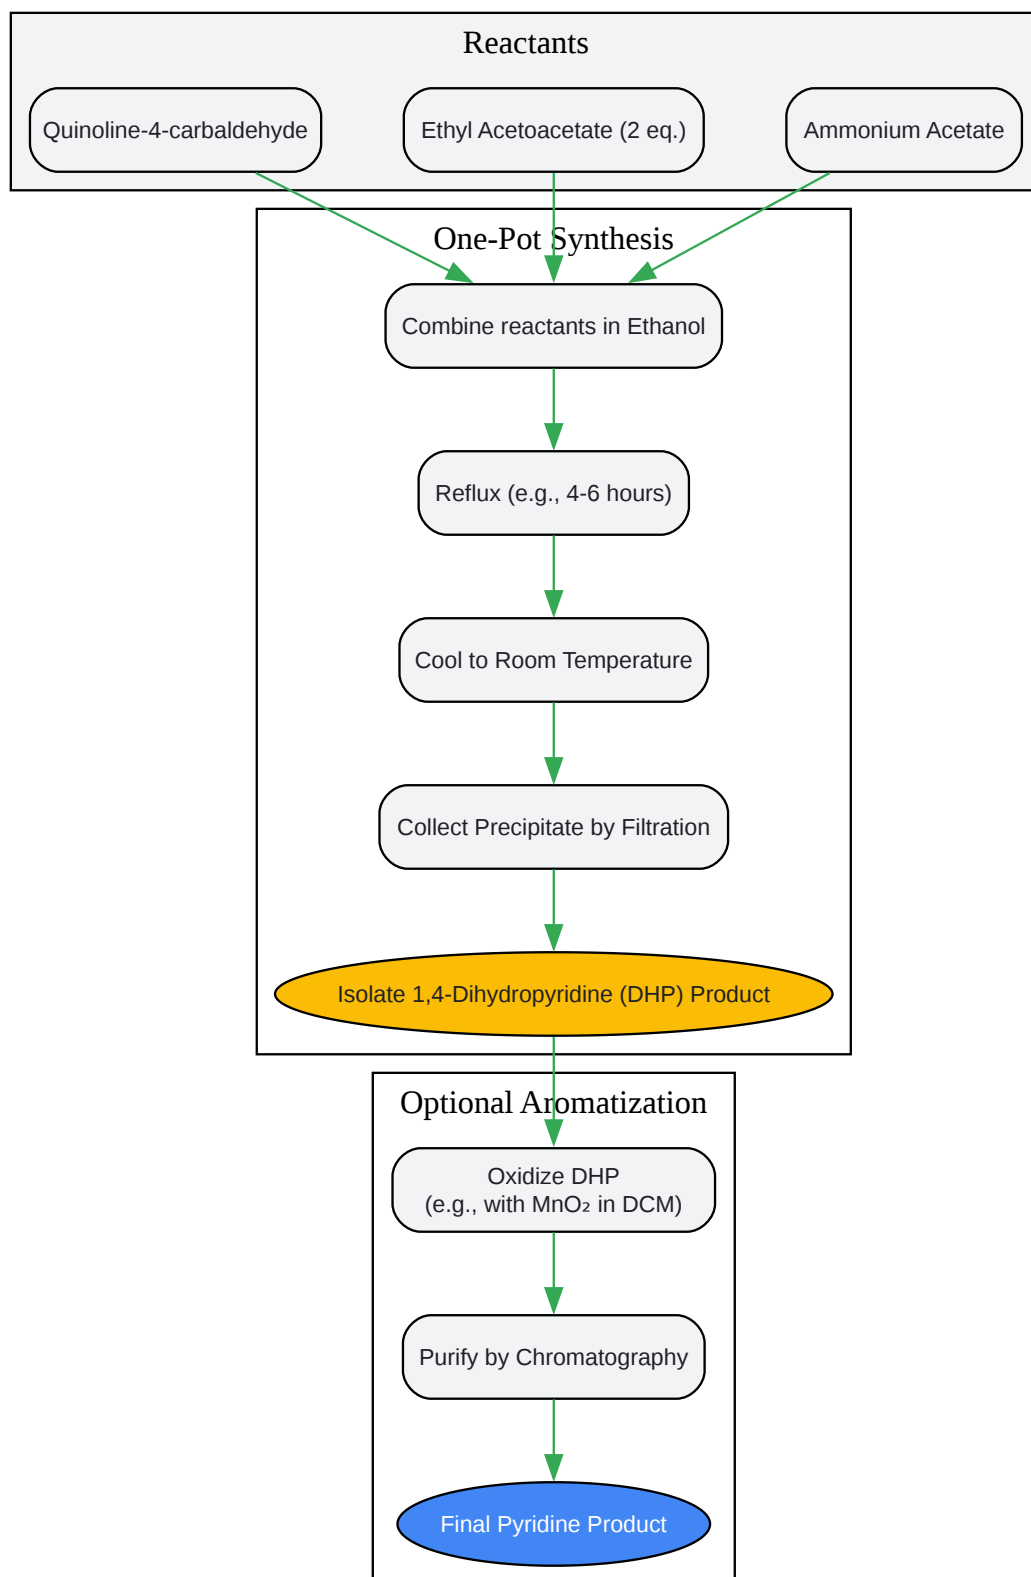 Reactants
Quinoline-4-carbaldehyde
Ethyl Acetoacetate (2 eq.)
Ammonium Acetate
One-Pot Synthesis
Combine reactants in Ethanol
Reflux (e.g., 4-6 hours)
Cool to Room Temperature
Collect Precipitate by Filtration
Isolate 1,4-Dihydropyridine (DHP) Product
Optional Aromatization
Oxidize DHP
(e.g., with MnO₂ in DCM)
Purify by Chromatography
Final Pyridine Product